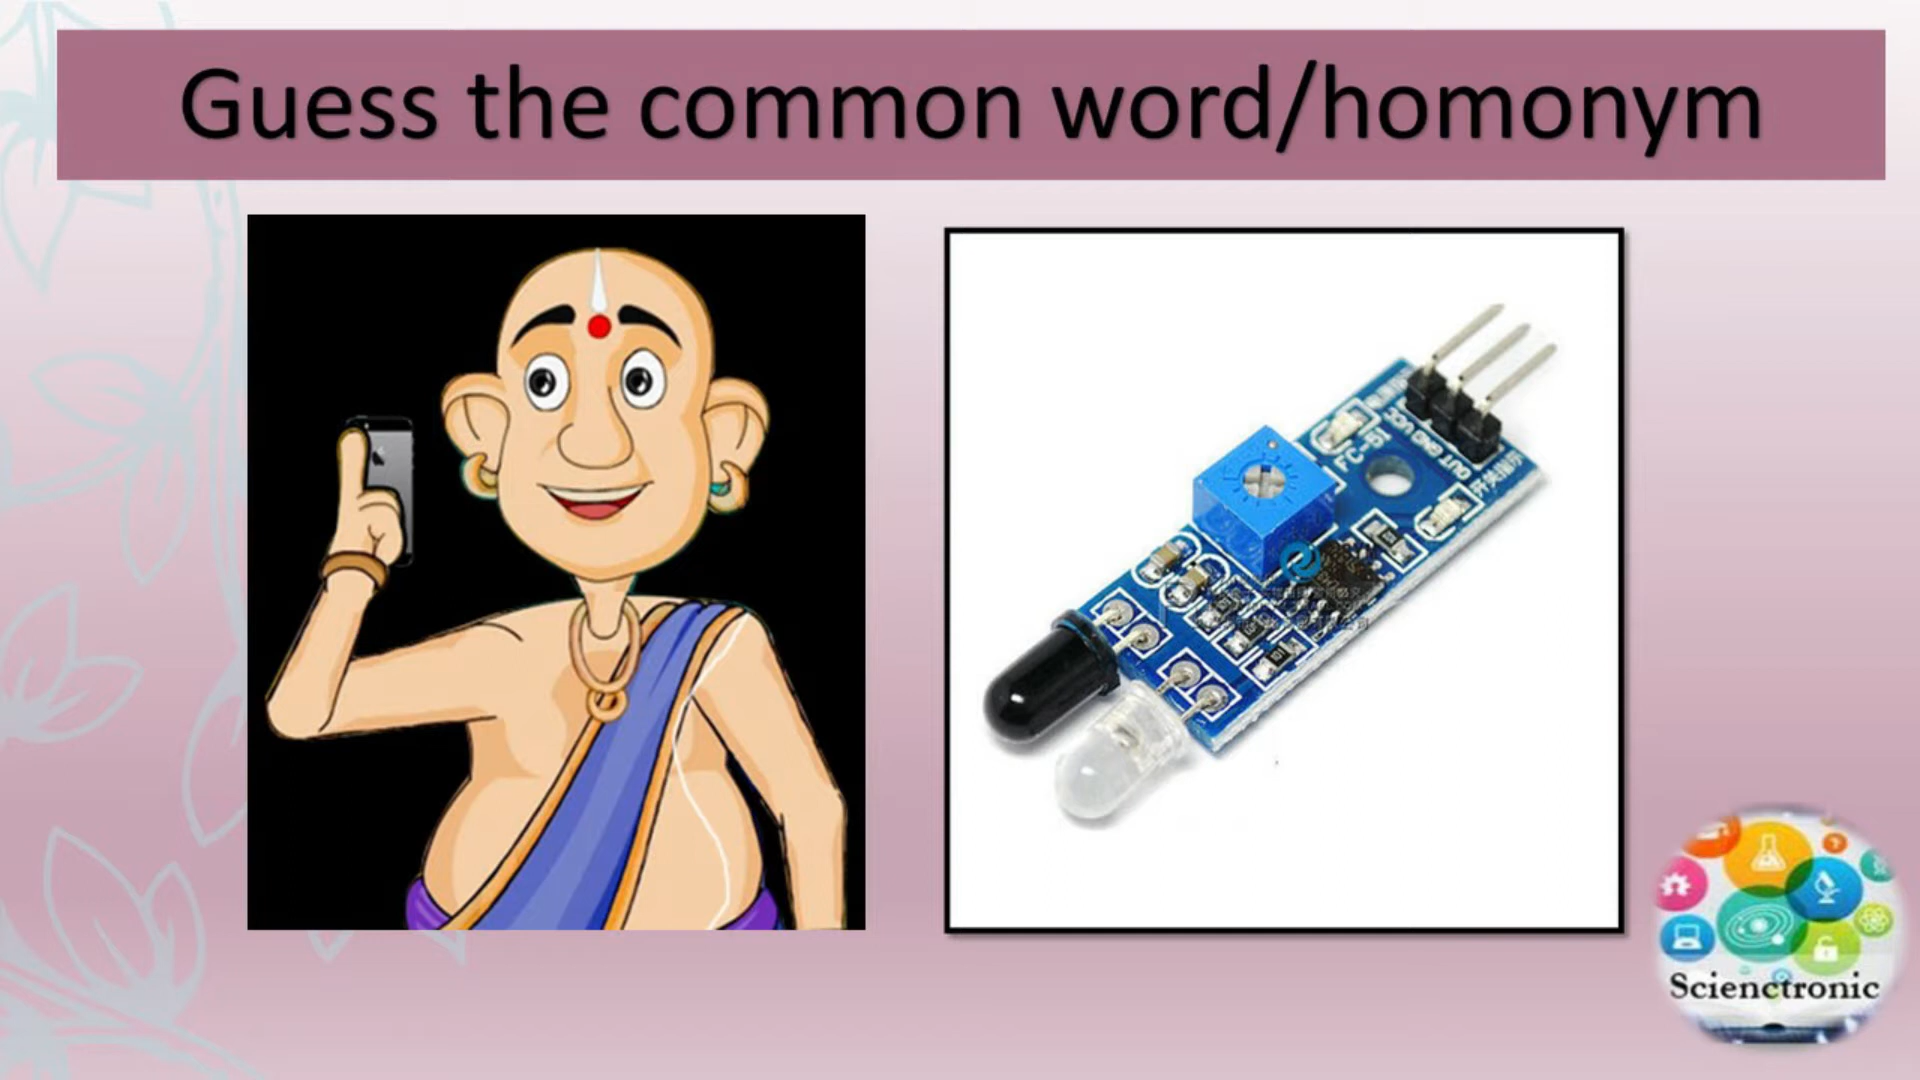 Guess the common word/homonym
FC-51
VCC
GND
OUT
Scienctronic